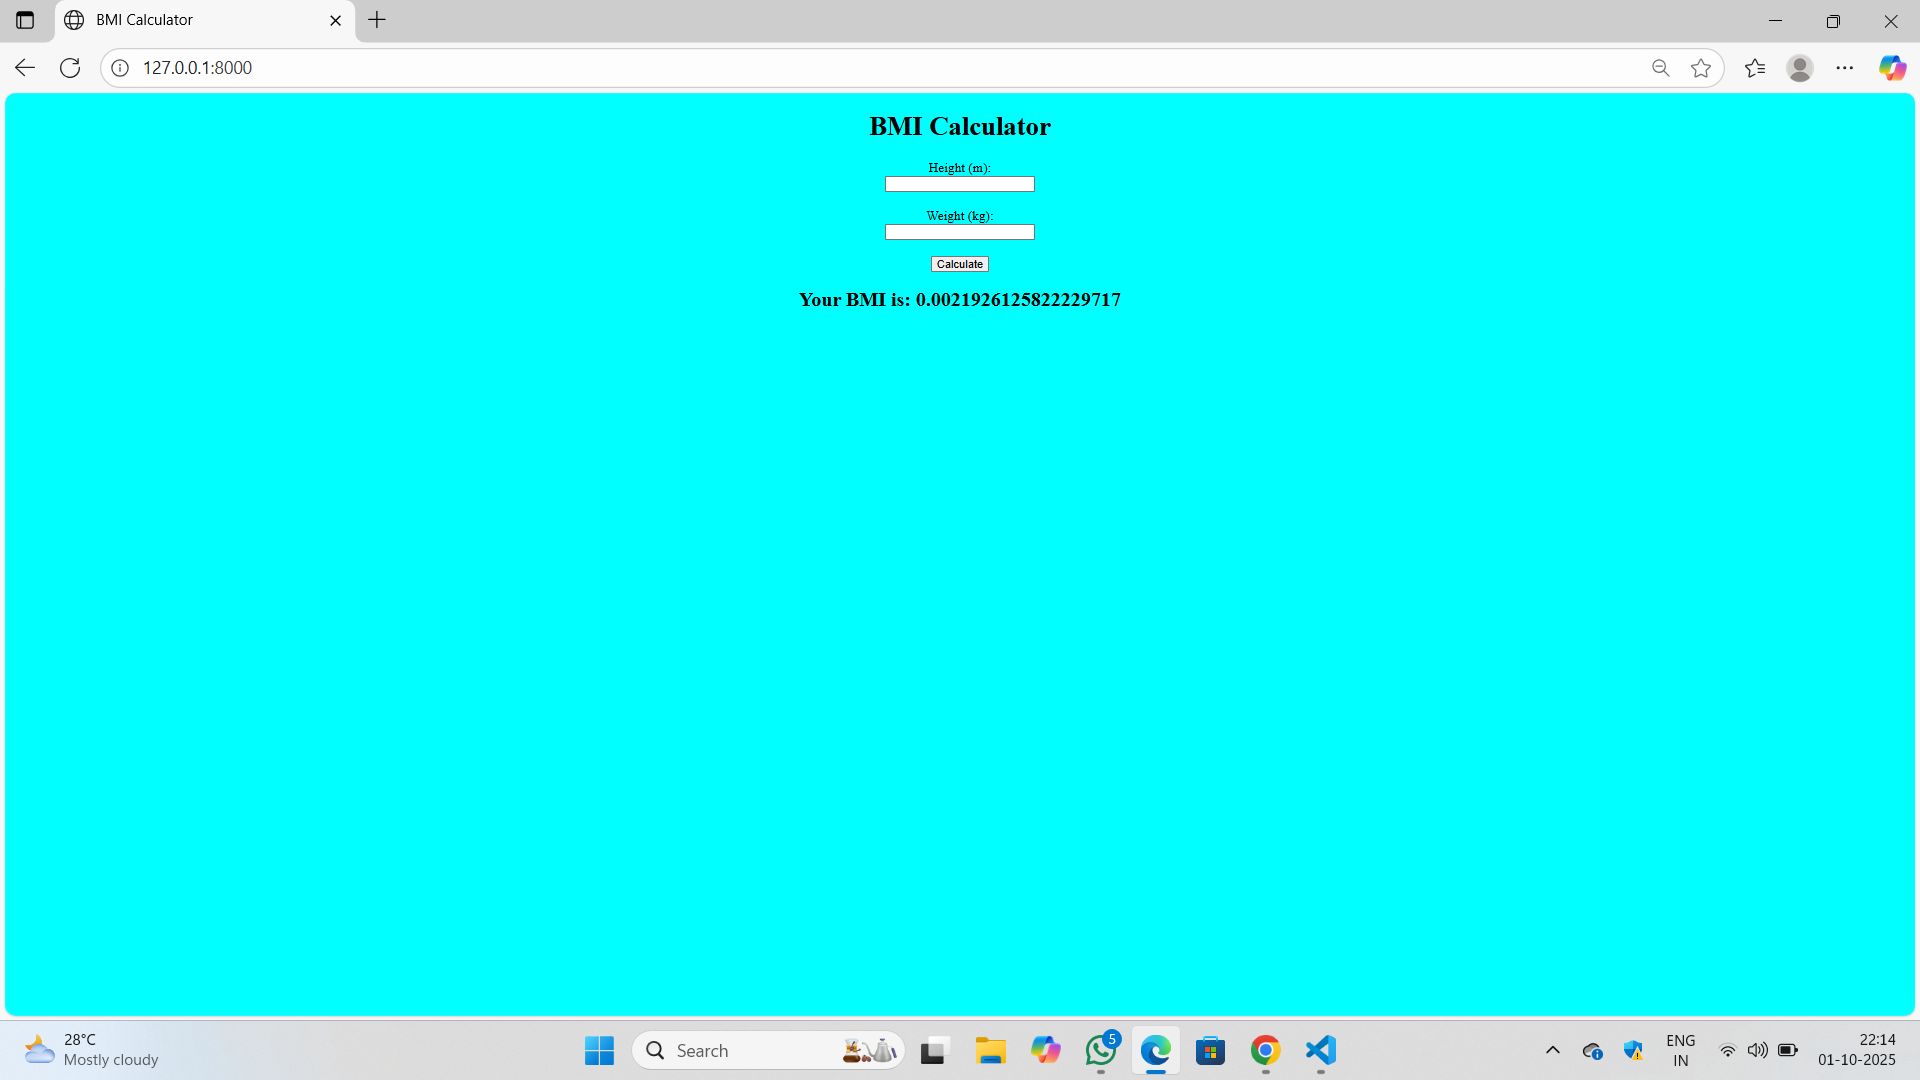 BMI Calculator
127.0.0.1:8000
BMI Calculator
Height (m):
Weight (kg):
Calculate
Your BMI is: 0.0021926125822229717
28°C
Mostly cloudy
Search
5
ENG
IN
22:14
01-10-2025